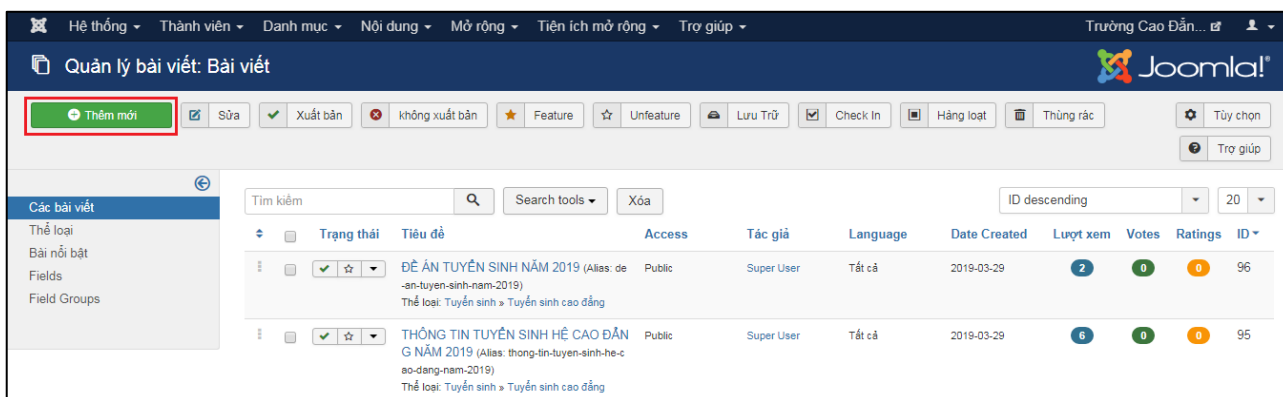 Hệ thống Thành viên Danh mục Nội dung Mở rộng Tiện ích mở rộng Trợ giúp Trường Cao Đẳn...
Quản lý bài viết: Bài viết Joomla!®
Thêm mới Sửa Xuất bản không xuất bản Feature Unfeature Lưu Trữ Check In Hàng loạt Thùng rác Tùy chọn
Trợ giúp
Các bài viết
Thể loại
Bài nổi bật
Fields
Field Groups
Tìm kiếm Search tools Xóa ID descending 20
Trạng thái Tiêu đề Access Tác giả Language Date Created Lượt xem Votes Ratings ID
ĐỀ ÁN TUYỂN SINH NĂM 2019 (Alias: de Public Super User Tất cả 2019-03-29 2 0 0 96
-an-tuyen-sinh-nam-2019)
Thể loại: Tuyển sinh » Tuyển sinh cao đẳng
THÔNG TIN TUYỂN SINH HỆ CAO ĐẲN Public Super User Tất cả 2019-03-29 6 0 0 95
G NĂM 2019 (Alias: thong-tin-tuyen-sinh-he-c
ao-dang-nam-2019)
Thể loại: Tuyển sinh » Tuyển sinh cao đẳng